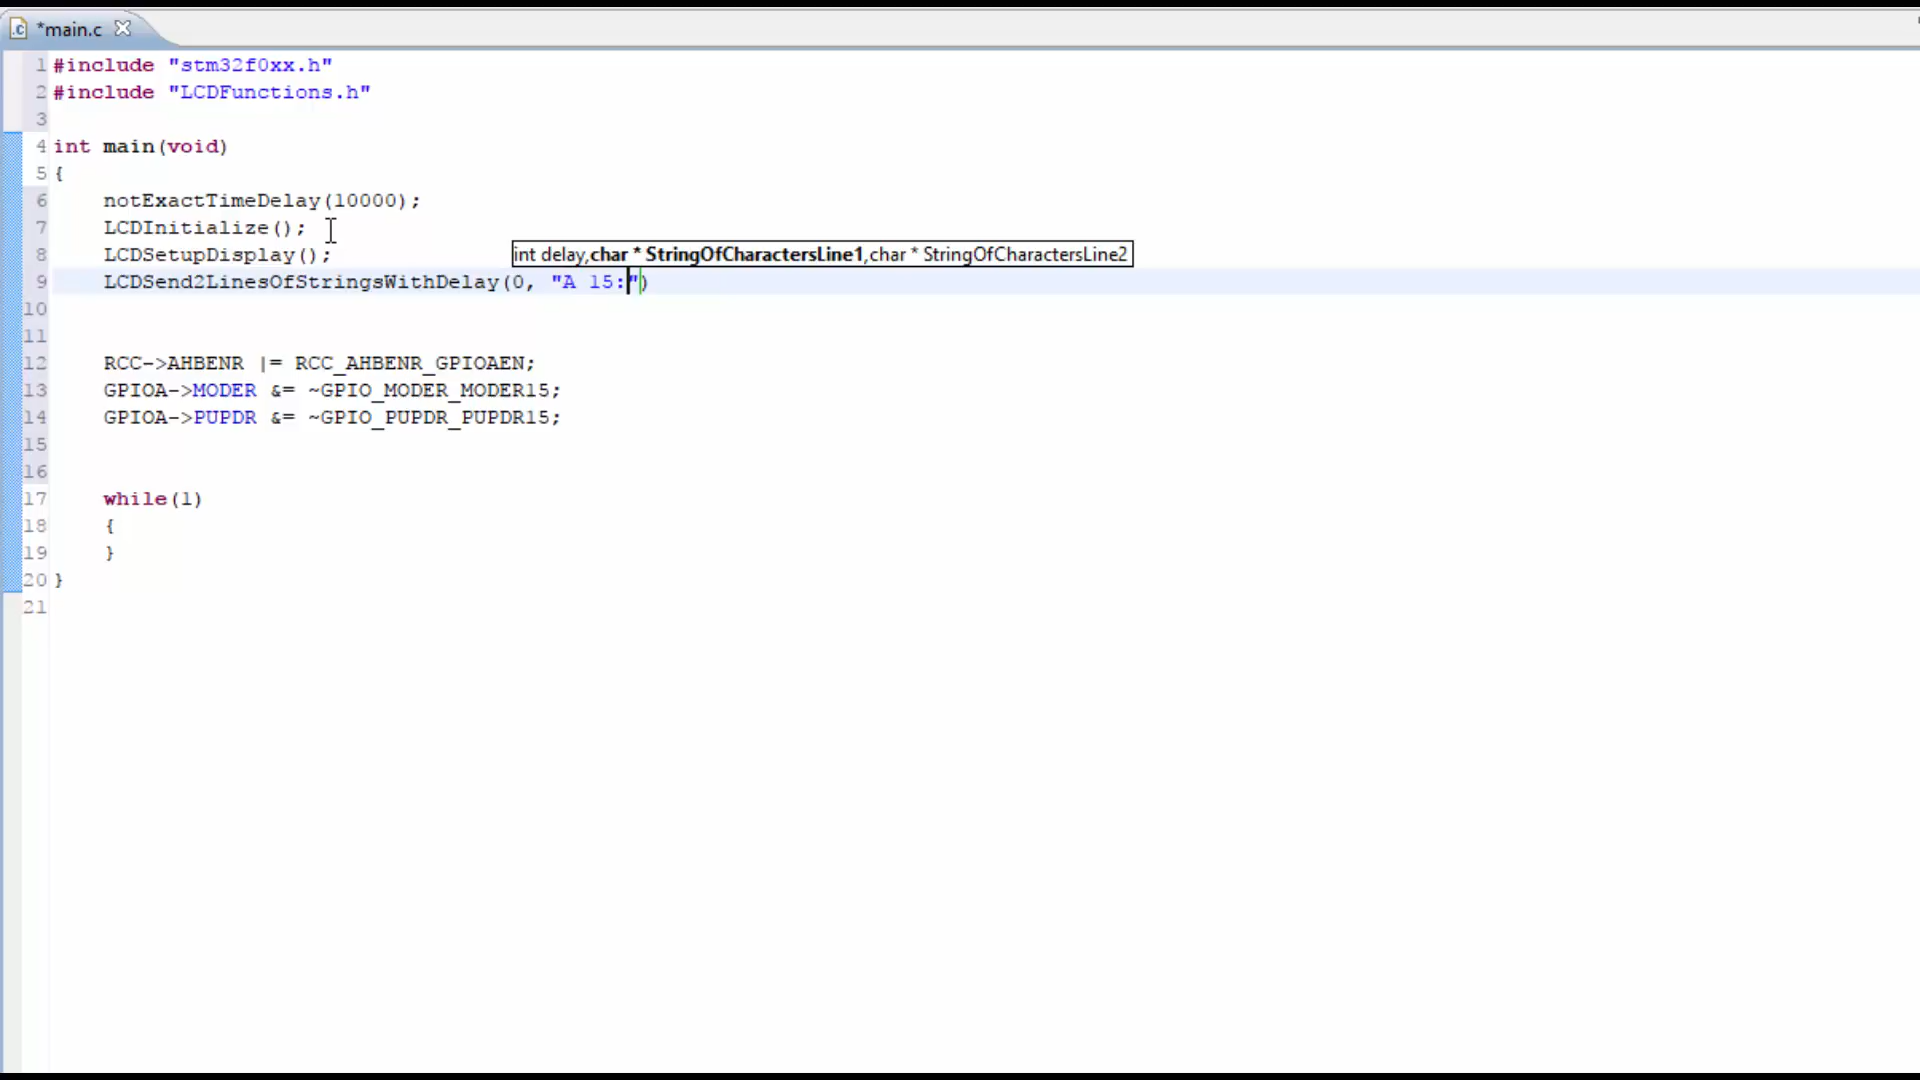 *main.c
1 #include "stm32f0xx.h"
2 #include "LCDFunctions.h"
3
4 int main(void)
5 {
6 notExactTimeDelay(10000);
7 LCDInitialize();
int delay,char * StringOfCharactersLine1,char * StringOfCharactersLine2
8 LCDSetupDisplay();
9 LCDSend2LinesOfStringsWithDelay(0, "A 15:")
10
11
12 RCC->AHBENR |= RCC_AHBENR_GPIOAEN;
13 GPIOA->MODER &= ~GPIO_MODER_MODER15;
14 GPIOA->PUPDR &= ~GPIO_PUPDR_PUPDR15;
15
16
17 while(1)
18 {
19 }
20 }
21